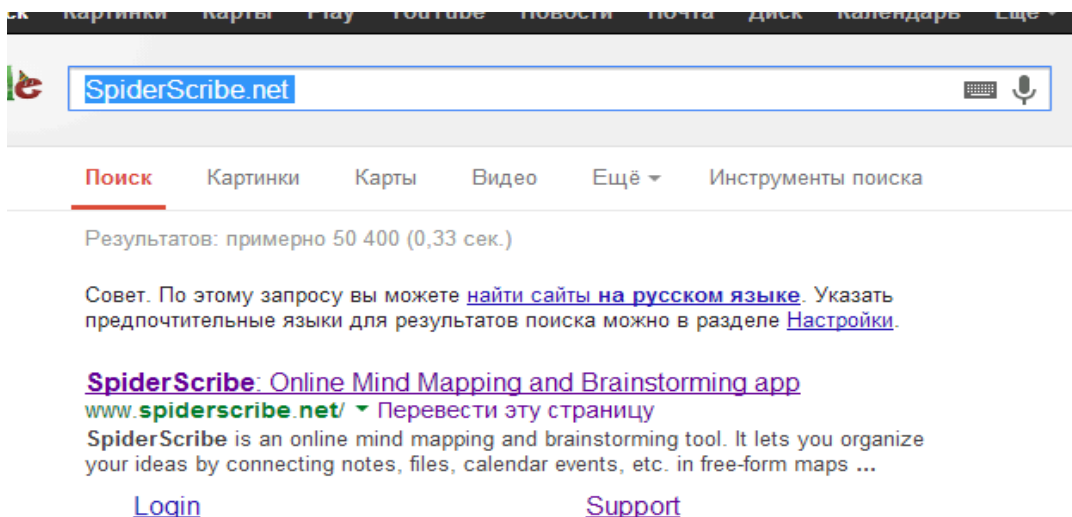 Картинки Карты Play YouTube Новости Почта Диск Календарь Ещё
SpiderScribe.net
Поиск Картинки Карты Видео Ещё Инструменты поиска
Результатов: примерно 50 400 (0,33 сек.)
Совет. По этому запросу вы можете найти сайты на русском языке. Указать
предпочтительные языки для результатов поиска можно в разделе Настройки.
SpiderScribe: Online Mind Mapping and Brainstorming app
www.spiderscribe.net/ Перевести эту страницу
SpiderScribe is an online mind mapping and brainstorming tool. It lets you organize
your ideas by connecting notes, files, calendar events, etc. in free-form maps ...
Login Support